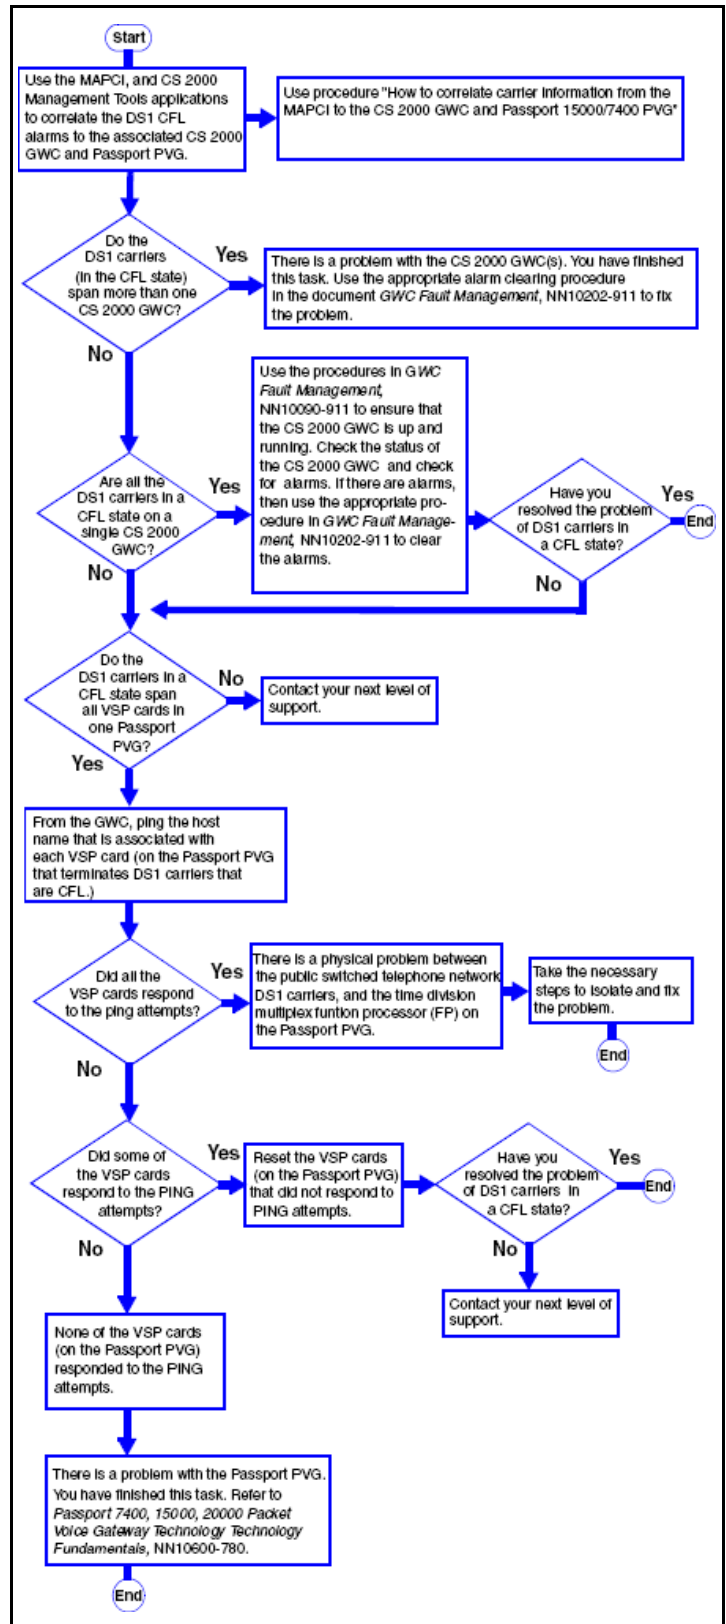 Start
Use the MAPCI, and CS 2000
Management Tools applications
to correlate the DS1 CFL
alarms to the associated CS 2000
GWC and Passport PVG.
Use procedure "How to correlate carrier information from the
MAPCI to the CS 2000 GWC and Passport 15000/7400 PVG"
Do the
DS1 carriers
(in the CFL state)
span more than one
CS 2000 GWC?
Yes
There is a problem with the CS 2000 GWC(s). You have finished
this task. Use the appropriate alarm clearing procedure
in the document GWC Fault Management, NN10202-911 to fix
the problem.
No
Are all the
DS1 carriers in a
CFL state on a
single CS 2000
GWC?
Yes
Use the procedures in GWC
Fault Management,
NN10090-911 to ensure that
the CS 2000 GWC is up and
running. Check the status of
the CS 2000 GWC and check
for alarms. If there are alarms,
then use the appropriate pro-
cedure in GWC Fault Manage-
ment, NN10202-911 to clear
the alarms.
Have you
resolved the problem
of DS1 carriers in
a CFL state?
Yes
End
No
No
Do the
DS1 carriers in a
CFL state span
all VSP cards in
one Passport
PVG?
No
Contact your next level of
support.
Yes
From the GWC, ping the host
name that is associated with
each VSP card (on the Passport PVG
that terminates DS1 carriers that
are CFL.)
Did all the
VSP cards respond
to the ping attempts?
Yes
There is a physical problem between
the public switched telephone network
DS1 carriers, and the time division
multiplex funtion processor (FP) on
the Passport PVG.
Take the necessary
steps to isolate and fix
the problem.
End
No
Did some of
the VSP cards
respond to the PING
attempts?
Yes
Reset the VSP cards
(on the Passport PVG)
that did not respond to
PING attempts.
Have you
resolved the problem
of DS1 carriers in
a CFL state?
Yes
End
No
Contact your next level of
support.
No
None of the VSP cards
(on the Passport PVG)
responded to the PING
attempts.
There is a problem with the Passport PVG.
You have finished this task. Refer to
Passport 7400, 15000, 20000 Packet
Voice Gateway Technology Technology
Fundamentals, NN10600-780.
End